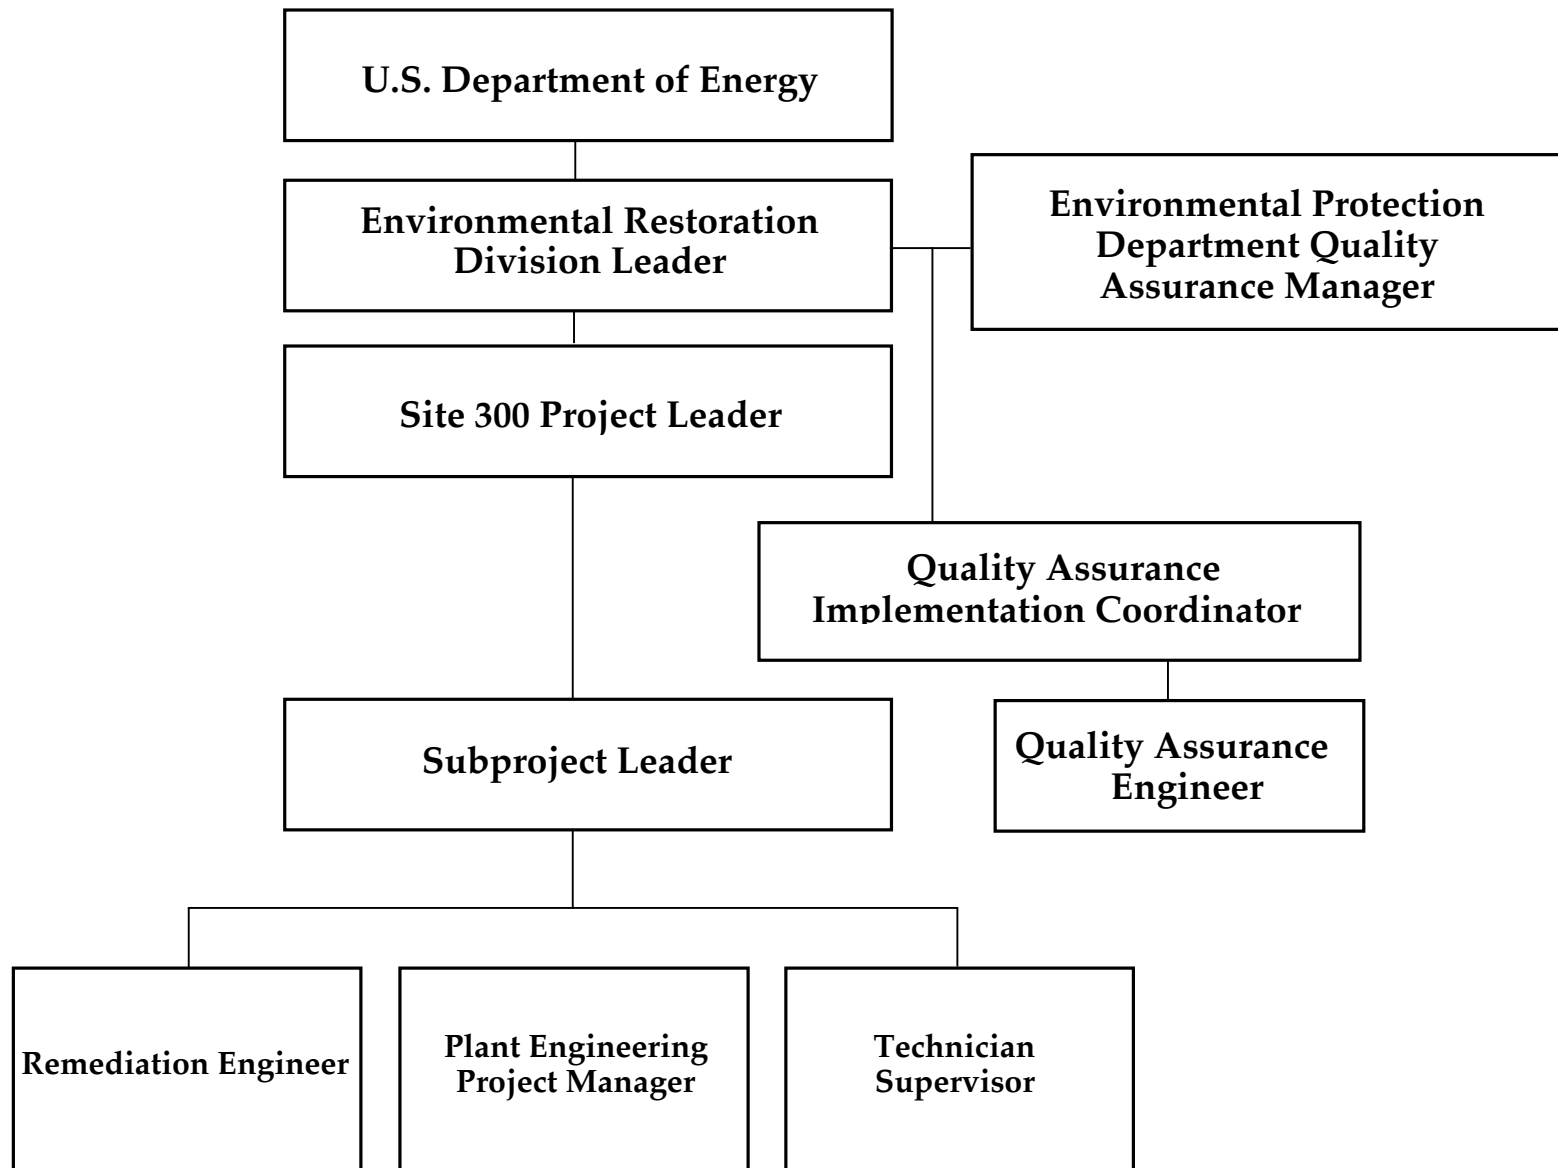 U.S. Department of Energy
Environmental Restoration
Division Leader
Environmental Protection
Department Quality
Assurance Manager
Site 300 Project Leader
Quality Assurance
Implementation Coordinator
Subproject Leader
Quality Assurance
Engineer
Remediation Engineer
Plant Engineering
Project Manager
Technician
Supervisor